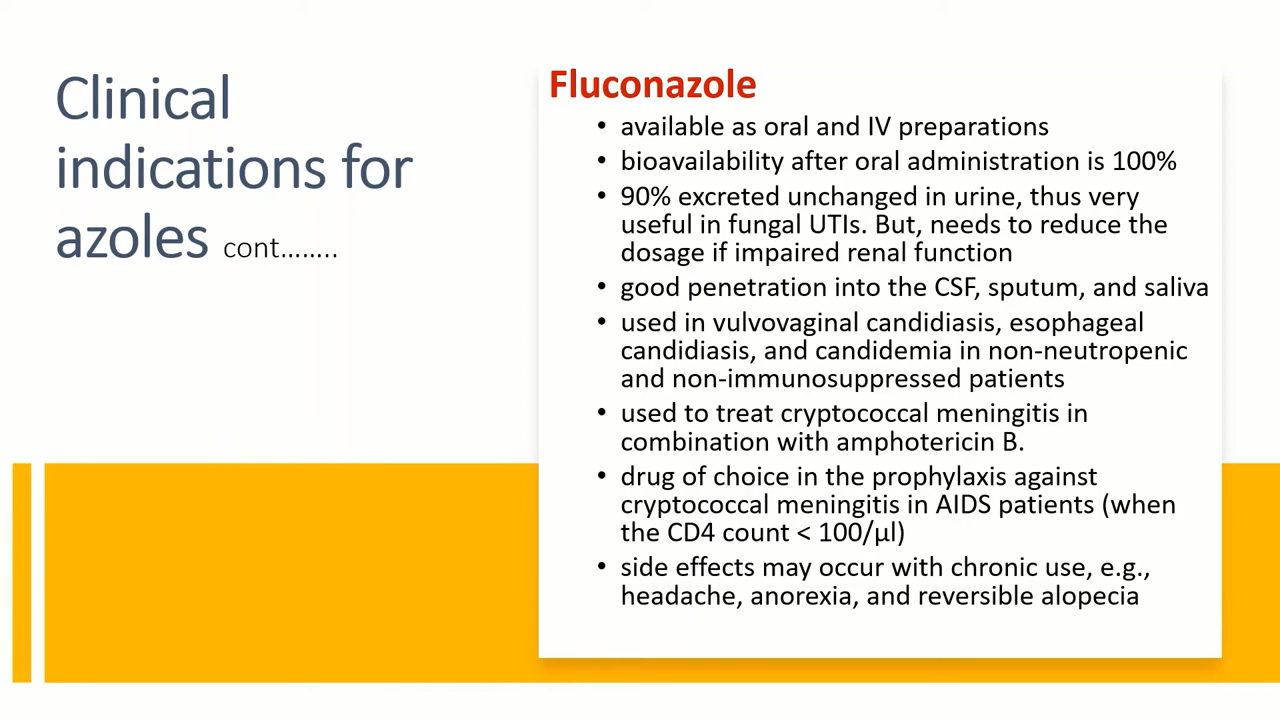 Clinical
indications for
azoles cont........
Fluconazole
• available as oral and IV preparations
• bioavailability after oral administration is 100%
• 90% excreted unchanged in urine, thus very
useful in fungal UTIs. But, needs to reduce the
dosage if impaired renal function
• good penetration into the CSF, sputum, and saliva
• used in vulvovaginal candidiasis, esophageal
candidiasis, and candidemia in non-neutropenic
and non-immunosuppressed patients
• used to treat cryptococcal meningitis in
combination with amphotericin B.
• drug of choice in the prophylaxis against
cryptococcal meningitis in AIDS patients (when
the CD4 count < 100/µl)
• side effects may occur with chronic use, e.g.,
headache, anorexia, and reversible alopecia